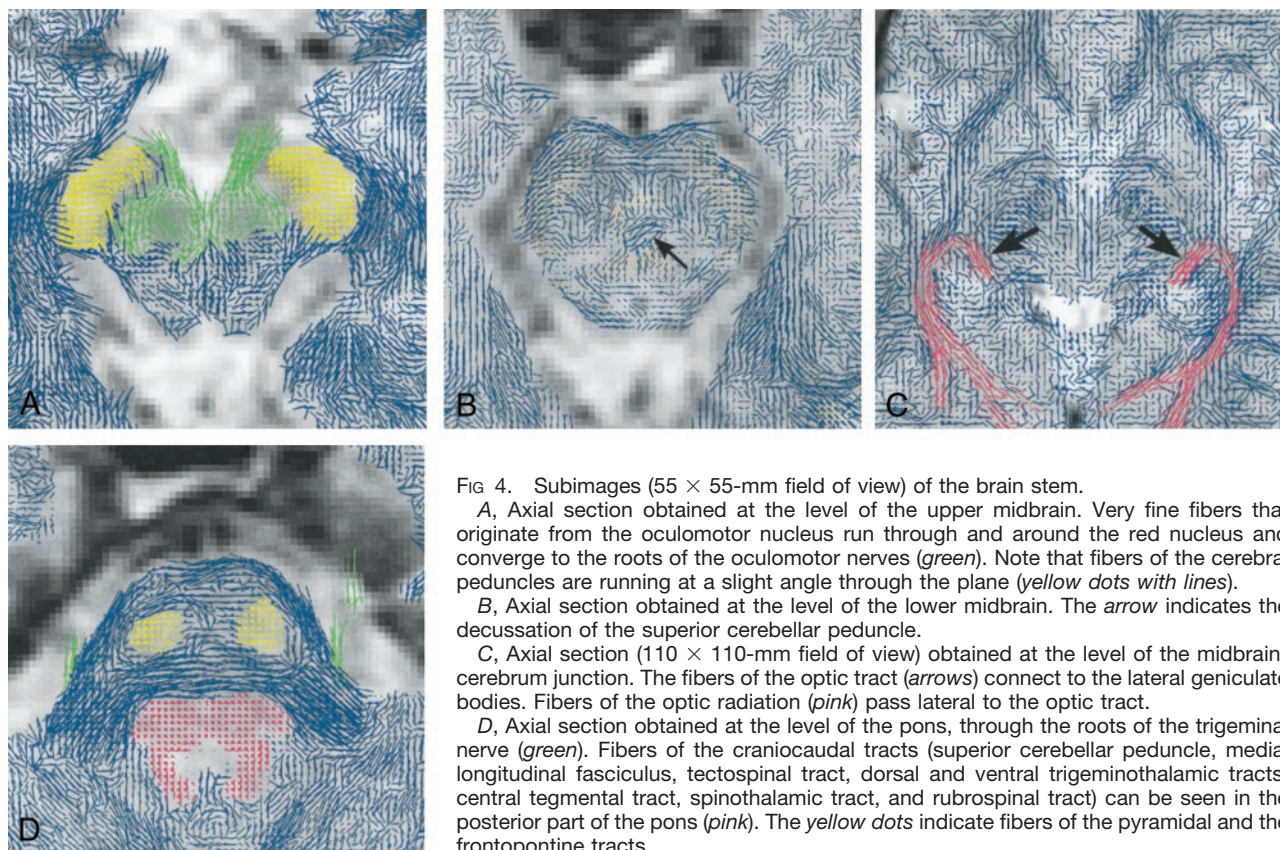 A
B
C
D
FIG 4. Subimages (55 × 55-mm field of view) of the brain stem.
A, Axial section obtained at the level of the upper midbrain. Very fine fibers tha
originate from the oculomotor nucleus run through and around the red nucleus and
converge to the roots of the oculomotor nerves (green). Note that fibers of the cerebra
peduncles are running at a slight angle through the plane (yellow dots with lines).
B, Axial section obtained at the level of the lower midbrain. The arrow indicates the
decussation of the superior cerebellar peduncle.
C, Axial section (110 × 110-mm field of view) obtained at the level of the midbrain
cerebrum junction. The fibers of the optic tract (arrows) connect to the lateral geniculate
bodies. Fibers of the optic radiation (pink) pass lateral to the optic tract.
D, Axial section obtained at the level of the pons, through the roots of the trigemina
nerve (green). Fibers of the craniocaudal tracts (superior cerebellar peduncle, media
longitudinal fasciculus, tectospinal tract, dorsal and ventral trigeminothalamic tracts
central tegmental tract, spinothalamic tract, and rubrospinal tract) can be seen in the
posterior part of the pons (pink). The yellow dots indicate fibers of the pyramidal and the
frontopontine tracts.